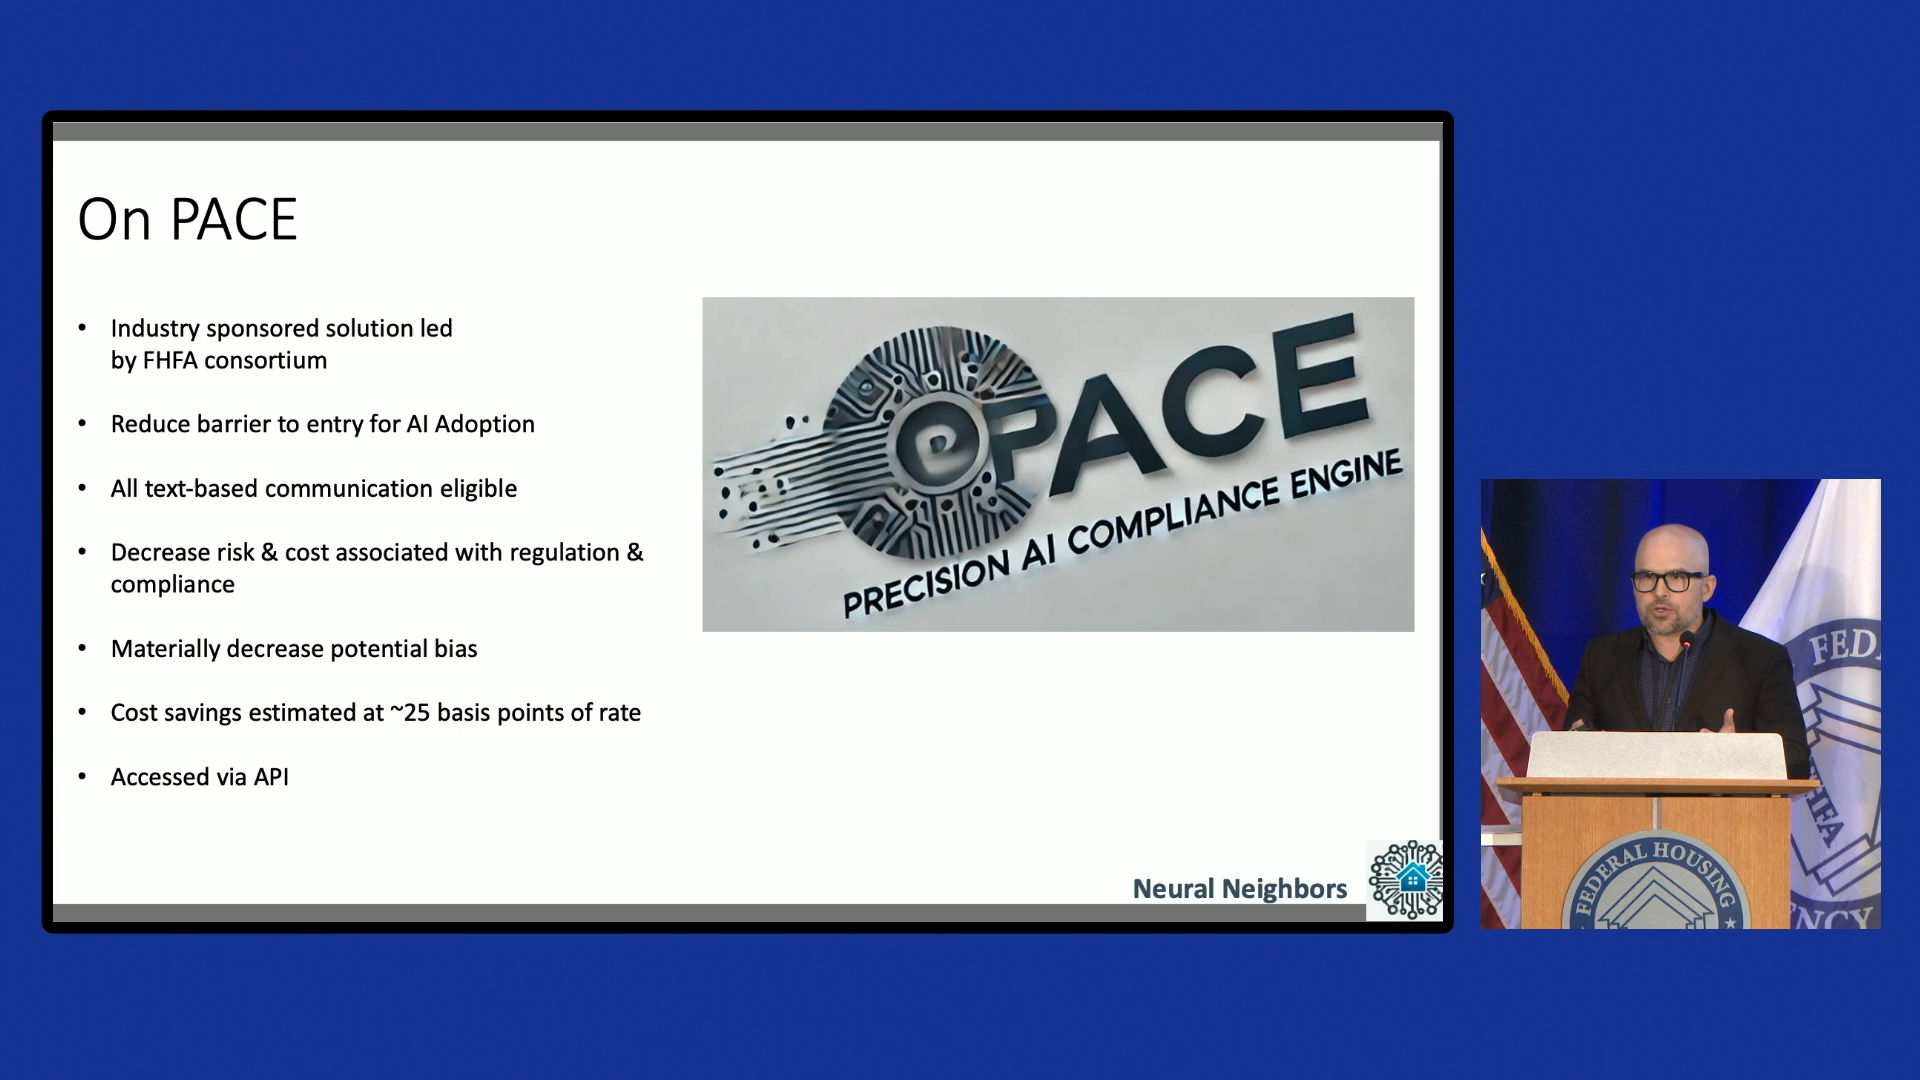 On PACE
• Industry sponsored solution led
by FHFA consortium
• Reduce barrier to entry for AI Adoption
• All text-based communication eligible
• Decrease risk & cost associated with regulation &
compliance
• Materially decrease potential bias
• Cost savings estimated at ~25 basis points of rate
• Accessed via API
PACE
PRECISION AI COMPLIANCE ENGINE
Neural Neighbors
FEDERAL HOUSING
FHFA